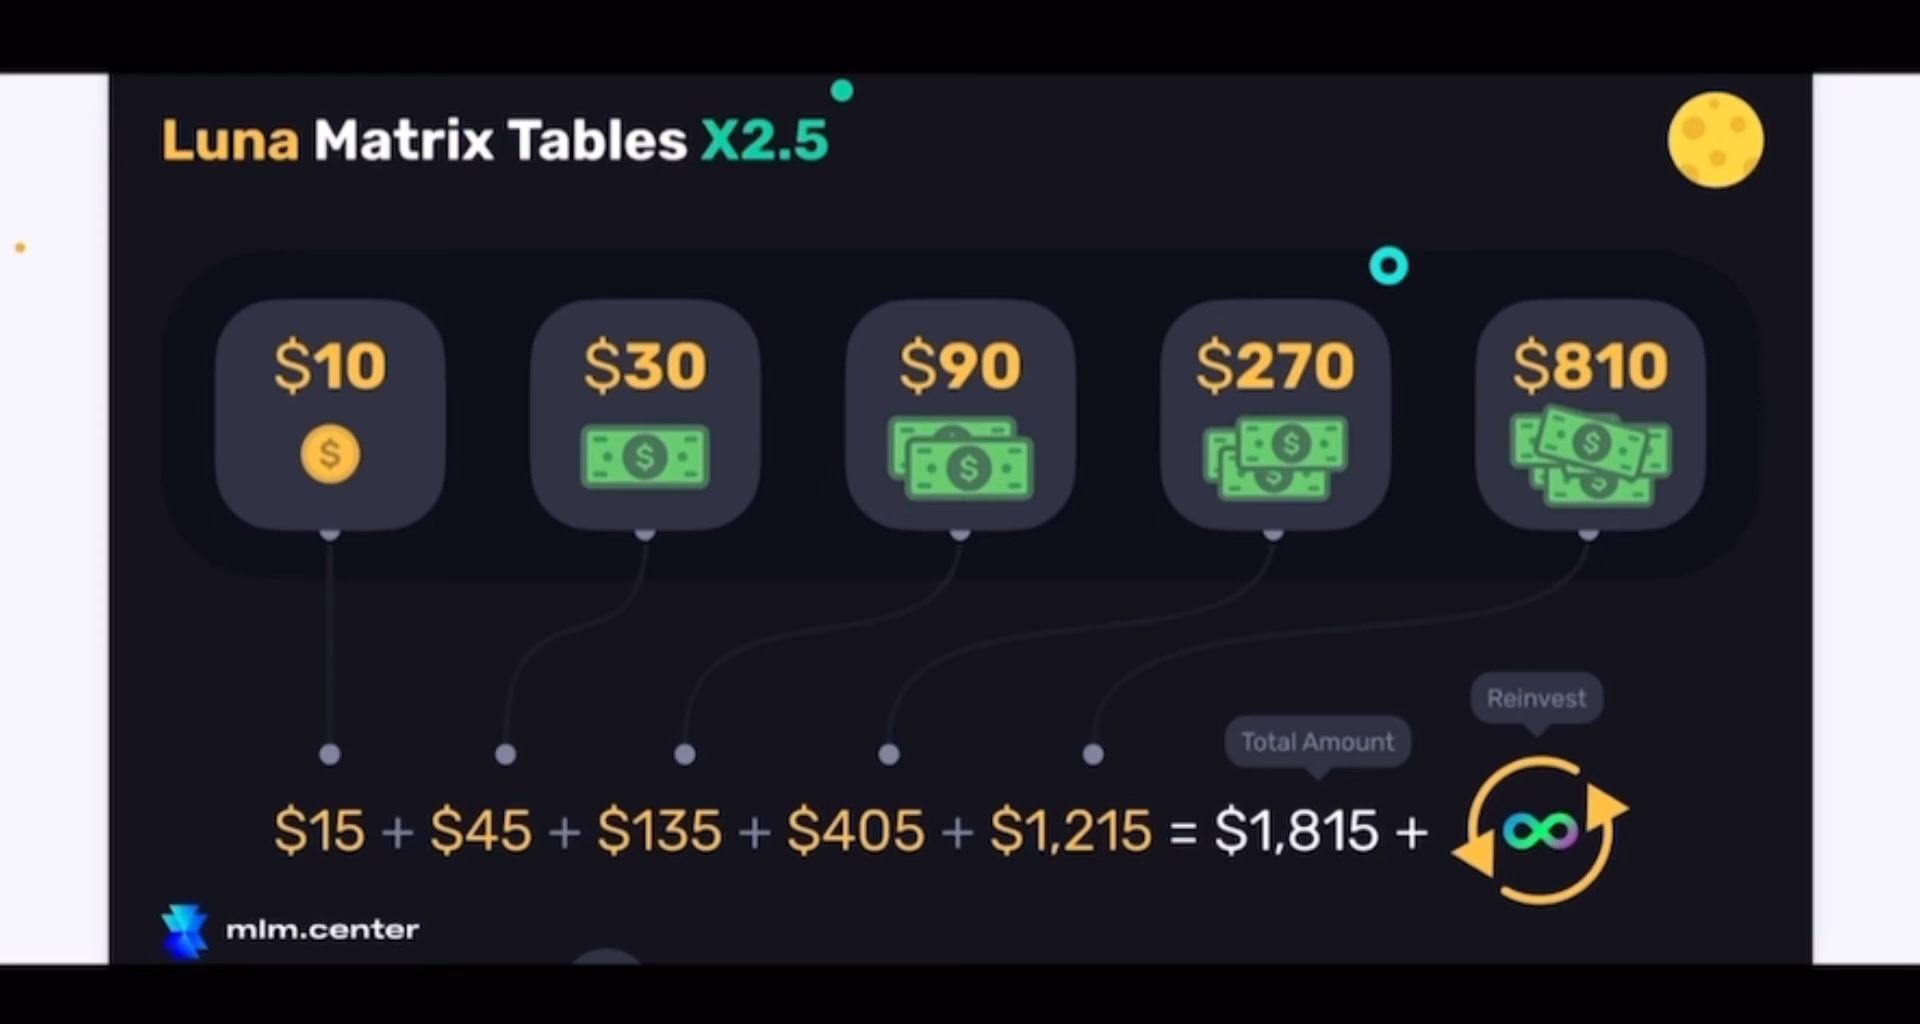 Luna Matrix Tables X2.5
$10 $30 $90 $270 $810
Reinvest
Total Amount
$15 + $45 + $135 + $405 + $1,215 = $1,815 +
mlm.center